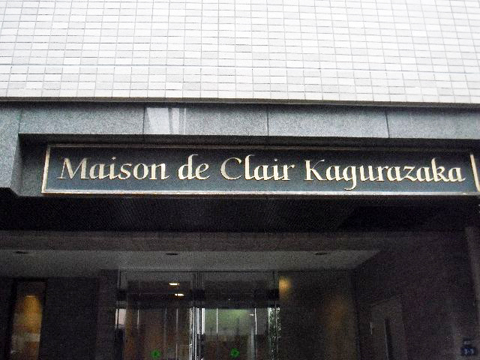 Maison de Clair Kagurazaka